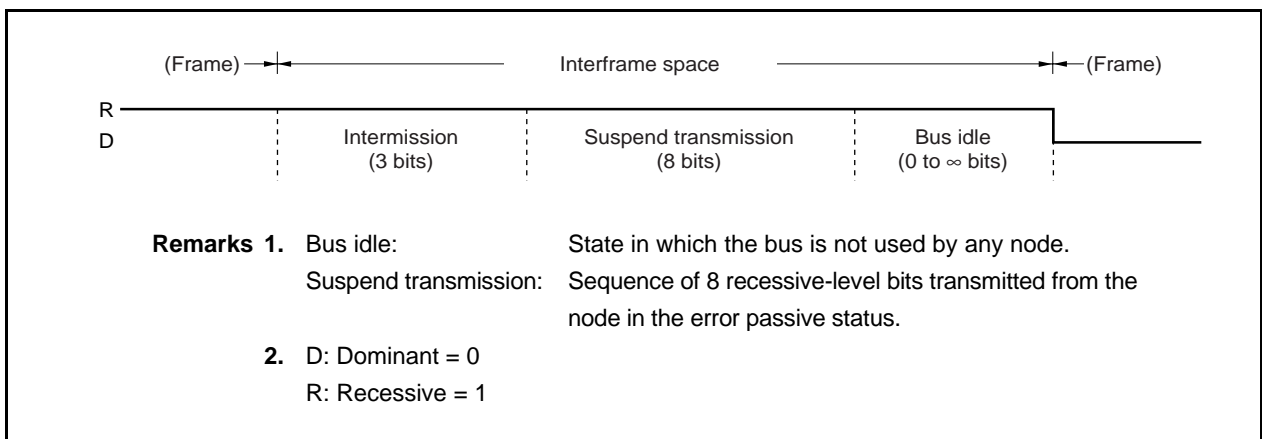 (Frame) Interframe space (Frame)
R
D
Intermission Suspend transmission Bus idle
(3 bits) (8 bits) (0 to ∞ bits)
Remarks 1. Bus idle: State in which the bus is not used by any node.
Suspend transmission: Sequence of 8 recessive-level bits transmitted from the
node in the error passive status.
2. D: Dominant = 0
R: Recessive = 1